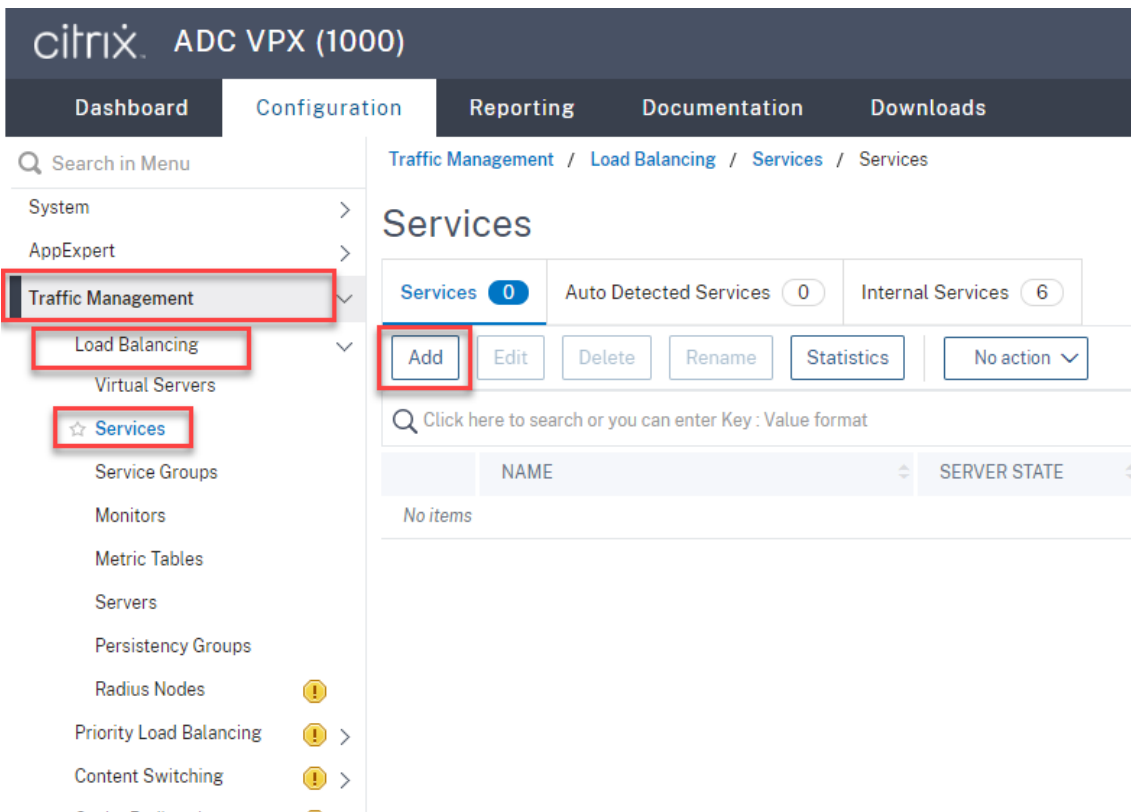 citrix. ADC VPX (1000)
Dashboard Configuration Reporting Documentation Downloads
Search in Menu
Traffic Management / Load Balancing / Services / Services
System
AppExpert
Traffic Management
Load Balancing
Virtual Servers
Services
Service Groups
Monitors
Metric Tables
Servers
Persistency Groups
Radius Nodes
Priority Load Balancing
Content Switching
Services
Services 0 Auto Detected Services 0 Internal Services 6
Add Edit Delete Rename Statistics No action
Click here to search or you can enter Key : Value format
NAME SERVER STATE
No items